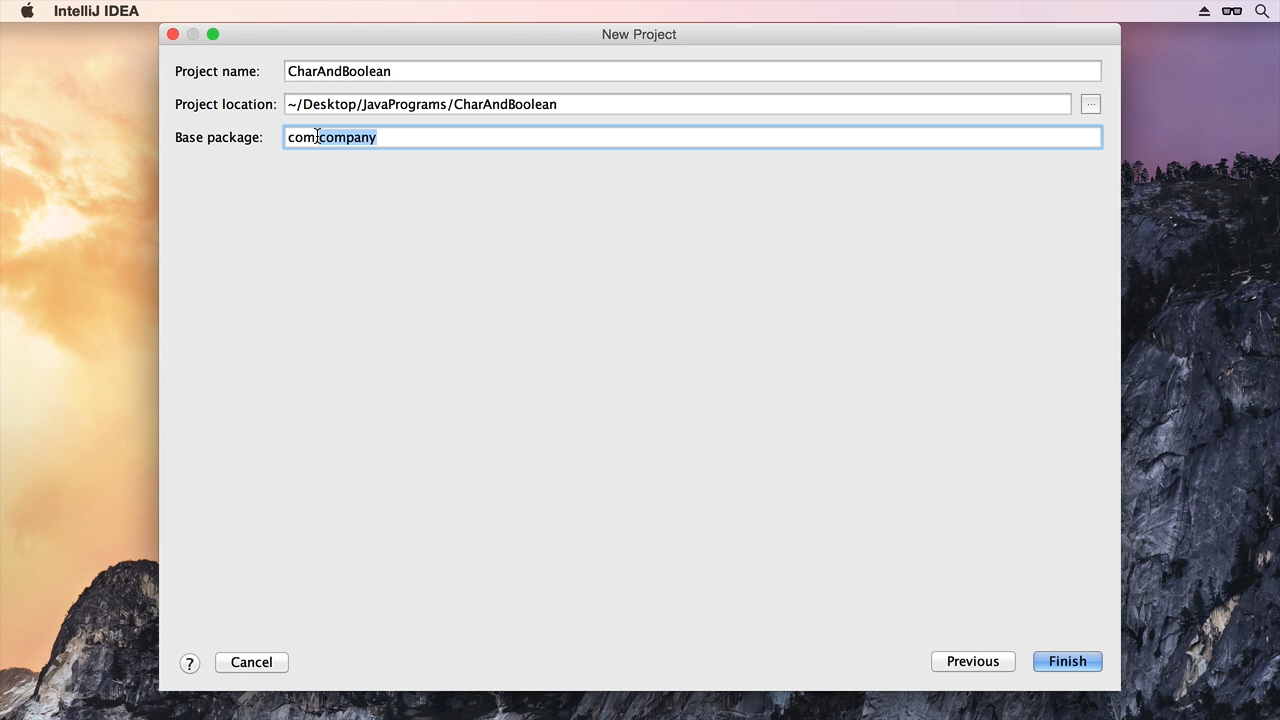 IntelliJ IDEA
New Project
Project name: CharAndBoolean
Project location: ~/Desktop/JavaPrograms/CharAndBoolean ...
Base package: com.company
? Cancel Previous Finish